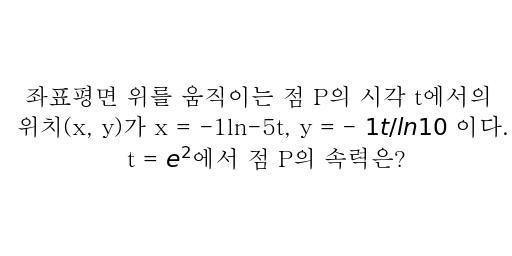 좌표평면 위를 움직이는 점 P의 시각 t에서의
위치(x, y)가 x = −1ln−5t, y = − 1t/ln10 이다.
t = e²에서 점 P의 속력은?